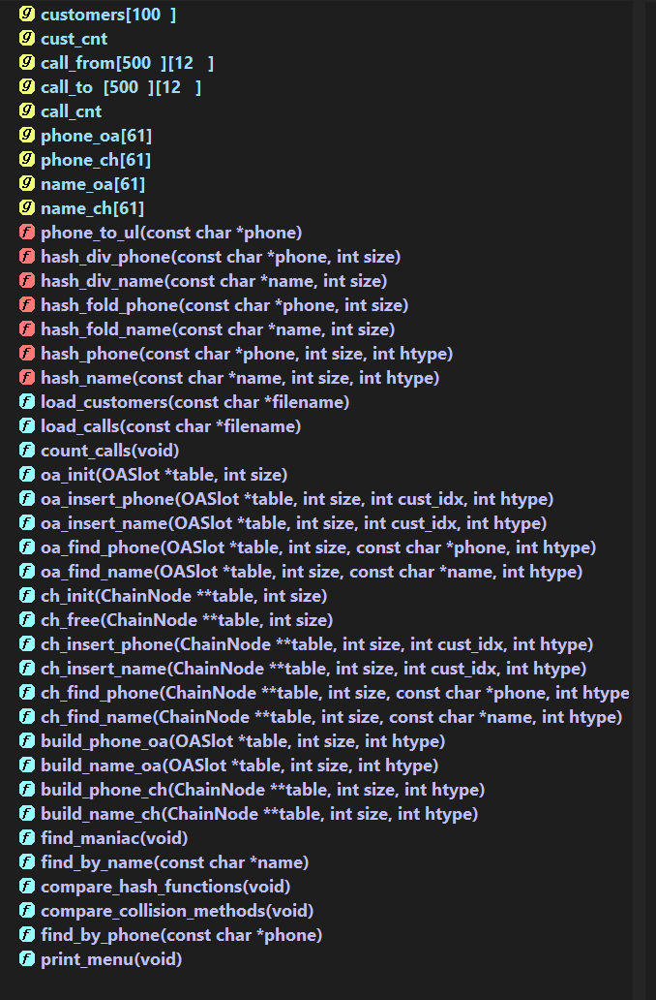 g customers[100 ]
g cust_cnt
g call_from[500 ][12 ]
g call_to [500 ][12 ]
g call_cnt
g phone_oa[61]
g phone_ch[61]
g name_oa[61]
g name_ch[61]
f phone_to_ul(const char *phone)
f hash_div_phone(const char *phone, int size)
f hash_div_name(const char *name, int size)
f hash_fold_phone(const char *phone, int size)
f hash_fold_name(const char *name, int size)
f hash_phone(const char *phone, int size, int htype)
f hash_name(const char *name, int size, int htype)
f load_customers(const char *filename)
f load_calls(const char *filename)
f count_calls(void)
f oa_init(OASlot *table, int size)
f oa_insert_phone(OASlot *table, int size, int cust_idx, int htype)
f oa_insert_name(OASlot *table, int size, int cust_idx, int htype)
f oa_find_phone(OASlot *table, int size, const char *phone, int htype)
f oa_find_name(OASlot *table, int size, const char *name, int htype)
f ch_init(ChainNode **table, int size)
f ch_free(ChainNode **table, int size)
f ch_insert_phone(ChainNode **table, int size, int cust_idx, int htype)
f ch_insert_name(ChainNode **table, int size, int cust_idx, int htype)
f ch_find_phone(ChainNode **table, int size, const char *phone, int htype
f ch_find_name(ChainNode **table, int size, const char *name, int htype)
f build_phone_oa(OASlot *table, int size, int htype)
f build_name_oa(OASlot *table, int size, int htype)
f build_phone_ch(ChainNode **table, int size, int htype)
f build_name_ch(ChainNode **table, int size, int htype)
f find_maniac(void)
f find_by_name(const char *name)
f compare_hash_functions(void)
f compare_collision_methods(void)
f find_by_phone(const char *phone)
f print_menu(void)